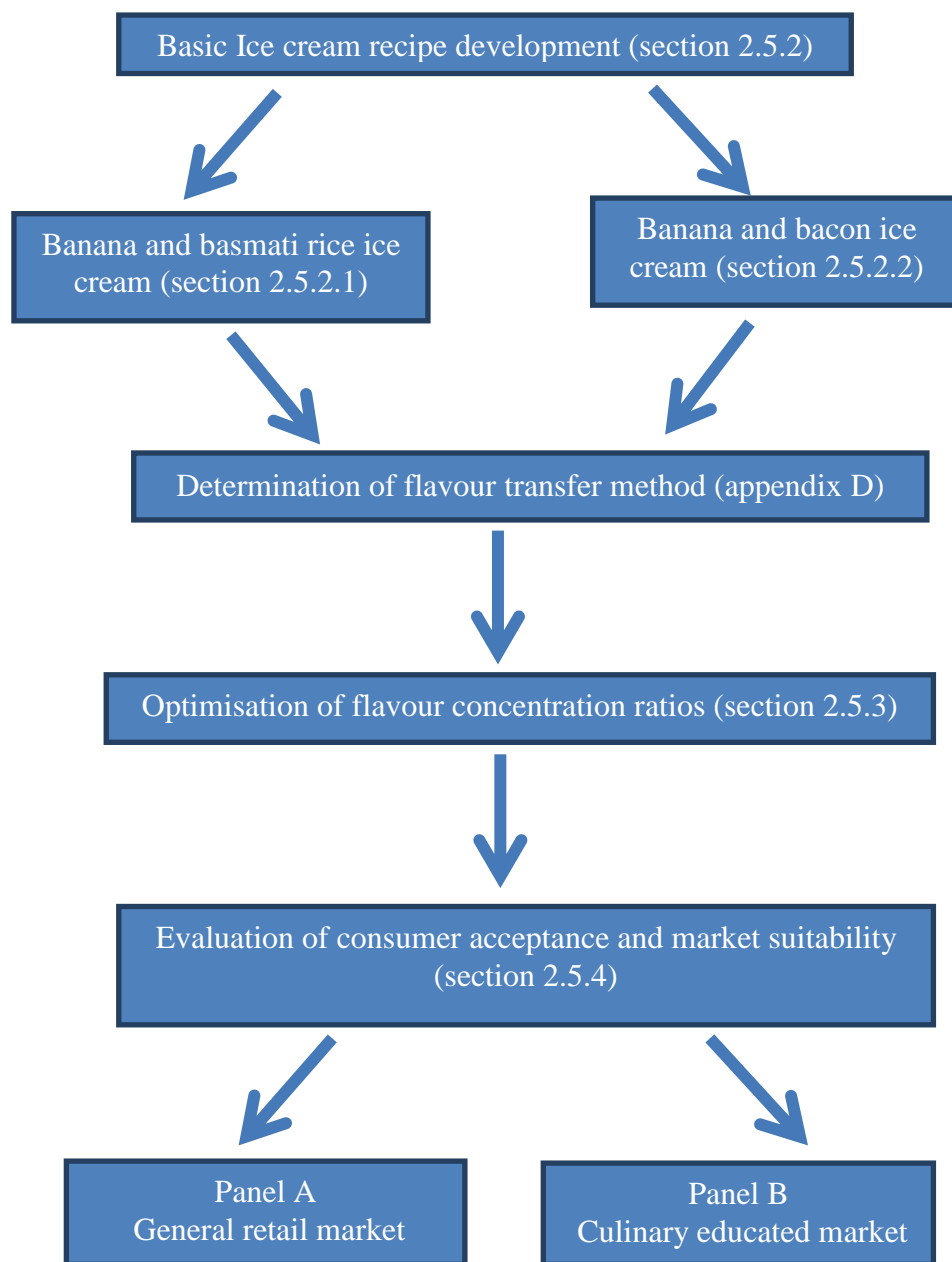 Basic Ice cream recipe development (section 2.5.2)
Banana and basmati rice ice
cream (section 2.5.2.1)
Banana and bacon ice
cream (section 2.5.2.2)
Determination of flavour transfer method (appendix D)
Optimisation of flavour concentration ratios (section 2.5.3)
Evaluation of consumer acceptance and market suitability
(section 2.5.4)
Panel A
General retail market
Panel B
Culinary educated market